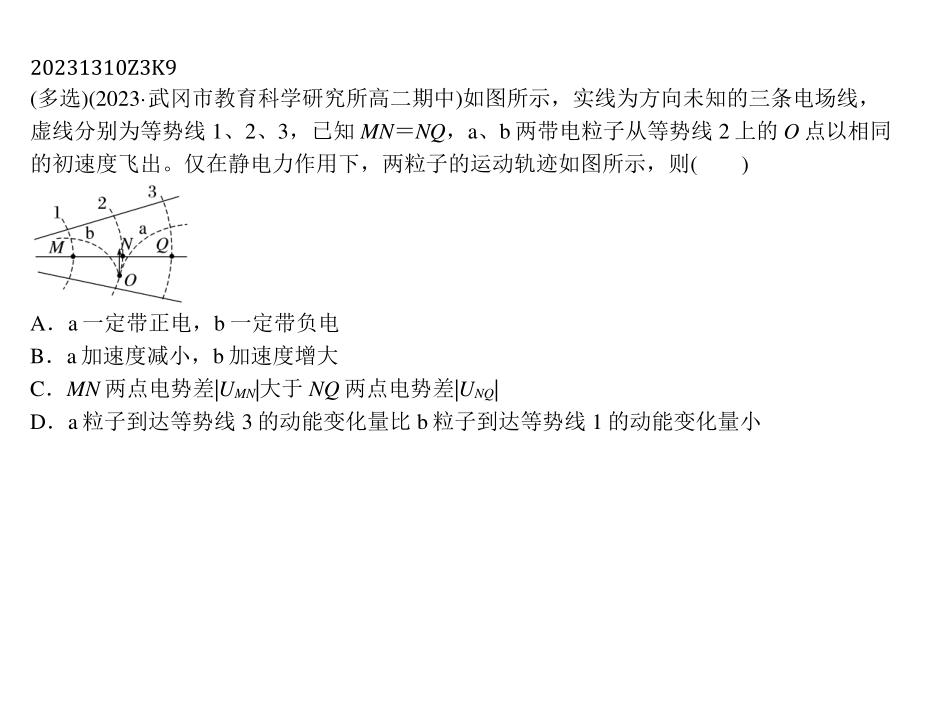 20231310Z3K9
(多选)(2023·武冈市教育科学研究所高二期中)如图所示，实线为方向未知的三条电场线，
虚线分别为等势线 1、2、3，已知 MN＝NQ，a、b 两带电粒子从等势线 2 上的 O 点以相同
的初速度飞出。仅在静电力作用下，两粒子的运动轨迹如图所示，则(　　)
1 2 3
b a
M N Q
O
A．a 一定带正电，b 一定带负电
B．a 加速度减小，b 加速度增大
C．MN 两点电势差|UMN|大于 NQ 两点电势差|UNQ|
D．a 粒子到达等势线 3 的动能变化量比 b 粒子到达等势线 1 的动能变化量小